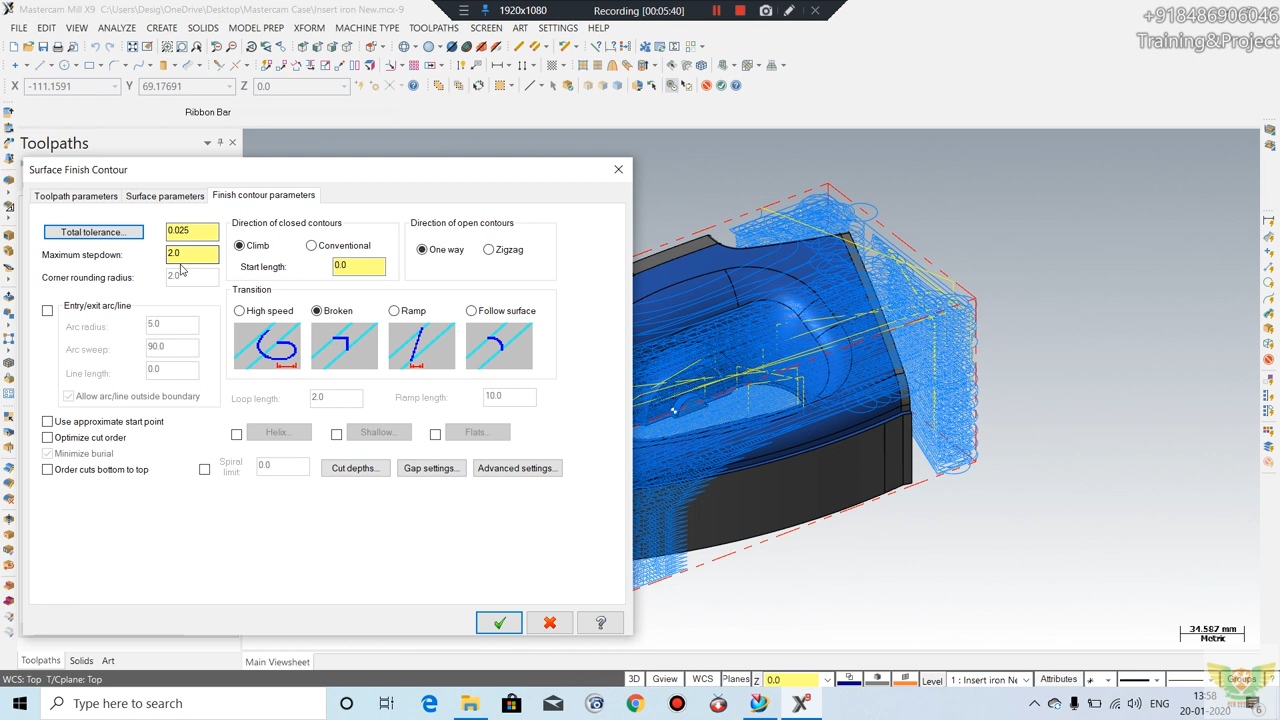 Mastercam Mill X9  C:\Users\Desig\OneDrive\Desktop\Mastercam Case\Insert iron New.mcx-9
1920x1080
Recording [00:05:40]
+918486906046
Training&Project
FILE EDIT VIEW ANALYZE CREATE SOLIDS MODEL PREP XFORM MACHINE TYPE TOOLPATHS SCREEN ART SETTINGS HELP
X -111.1591 Y 69.17691 Z 0.0
Ribbon Bar
Toolpaths
Surface Finish Contour
Toolpath parameters Surface parameters Finish contour parameters
Total tolerance... 0.025
Maximum stepdown: 2.0
Corner rounding radius: 2.0
Direction of closed contours
Climb Conventional
Start length: 0.0
Direction of open contours
One way Zigzag
Entry/exit arc/line
Arc radius: 5.0
Arc sweep: 90.0
Line length: 0.0
Allow arc/line outside boundary
Transition
High speed Broken Ramp Follow surface
Loop length: 2.0 Ramp length: 10.0
Use approximate start point
Optimize cut order
Minimize burial
Order cuts bottom to top
Helix... Shallow... Flats...
Spiral limit: 0.0
Cut depths... Gap settings... Advanced settings...
34.587 mm
Metric
Toolpaths Solids Art
Main Viewsheet
WCS: Top T/Cplane: Top
3D Gview WCS Planes Z 0.0 Level 1 : Insert iron Ne Attributes Groups ?
Type here to search
ENG
13:58
20-01-2020
6